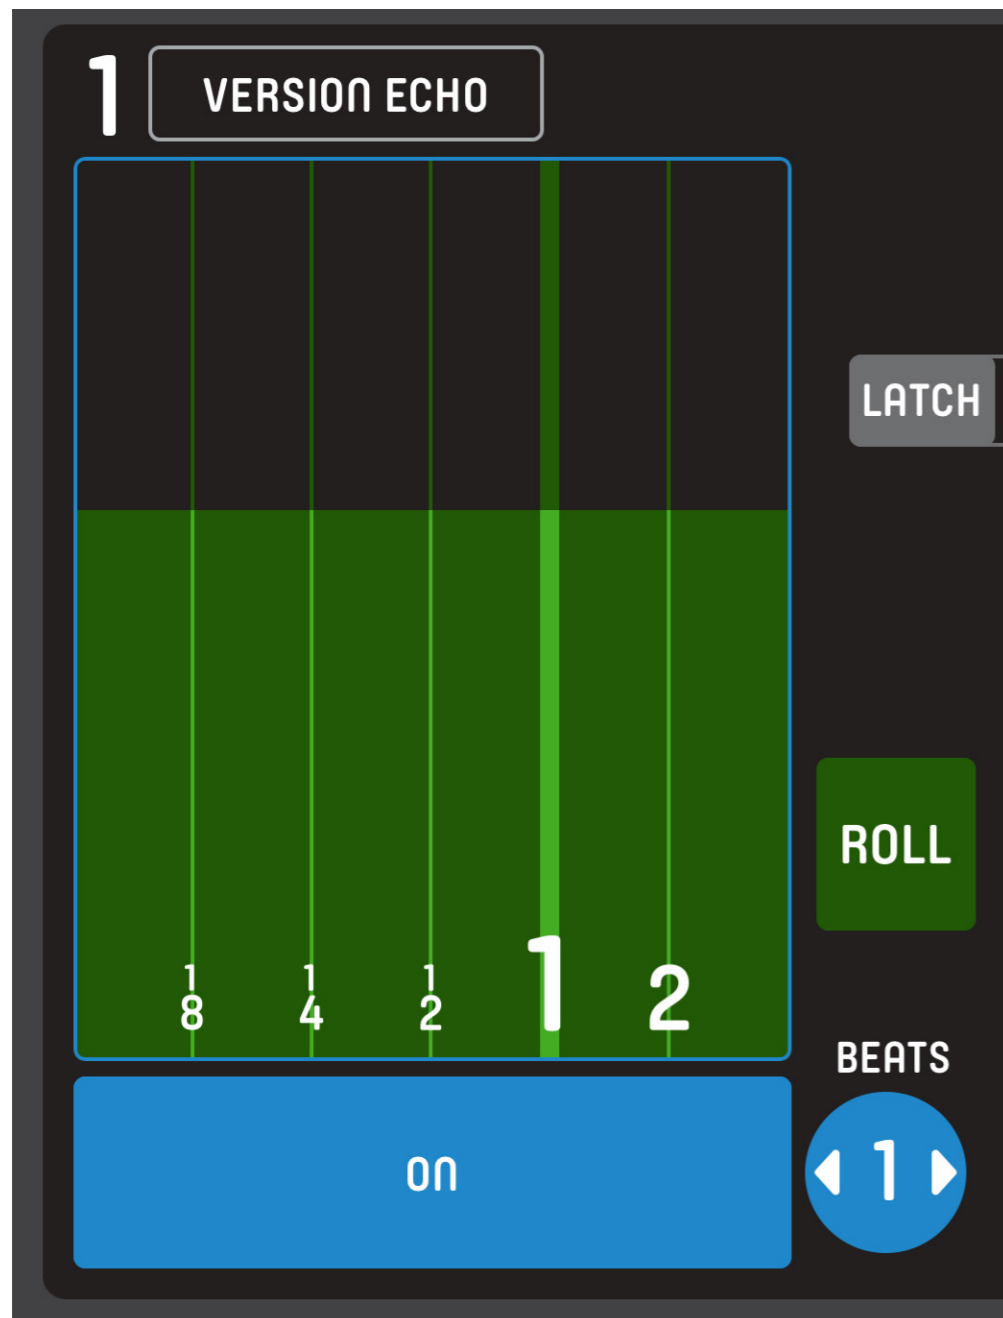 1 VERSION ECHO
LATCH
ROLL
1/8 1/4 1/2 1 2
BEATS
ON
1